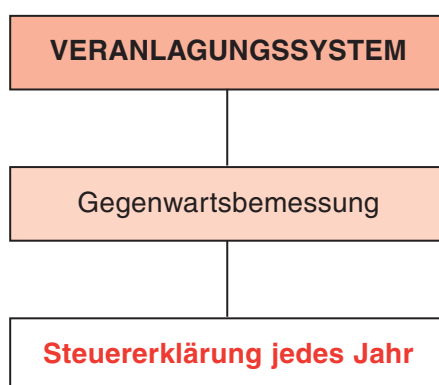 VERANLAGUNGSSYSTEM
Gegenwartsbemessung
Steuererklärung jedes Jahr